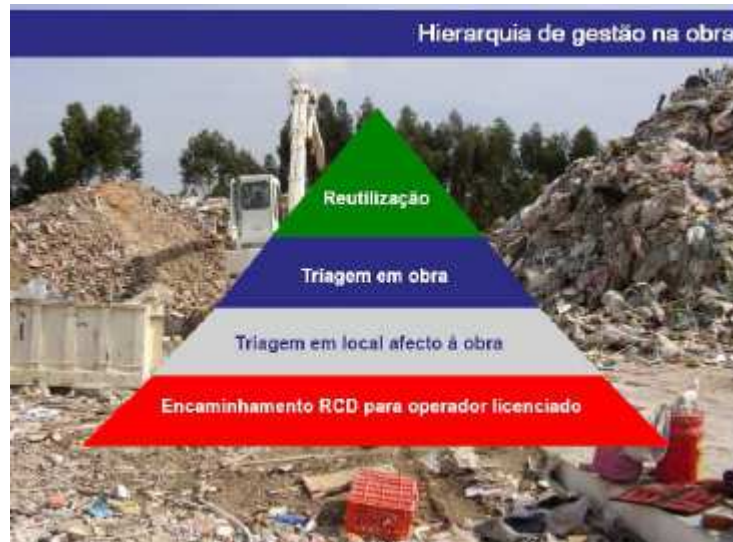 Hierarquia de gestão na obra
Reutilização
Triagem em obra
Triagem em local afecto á obra
Encaminhamento RCD para operador licenciado